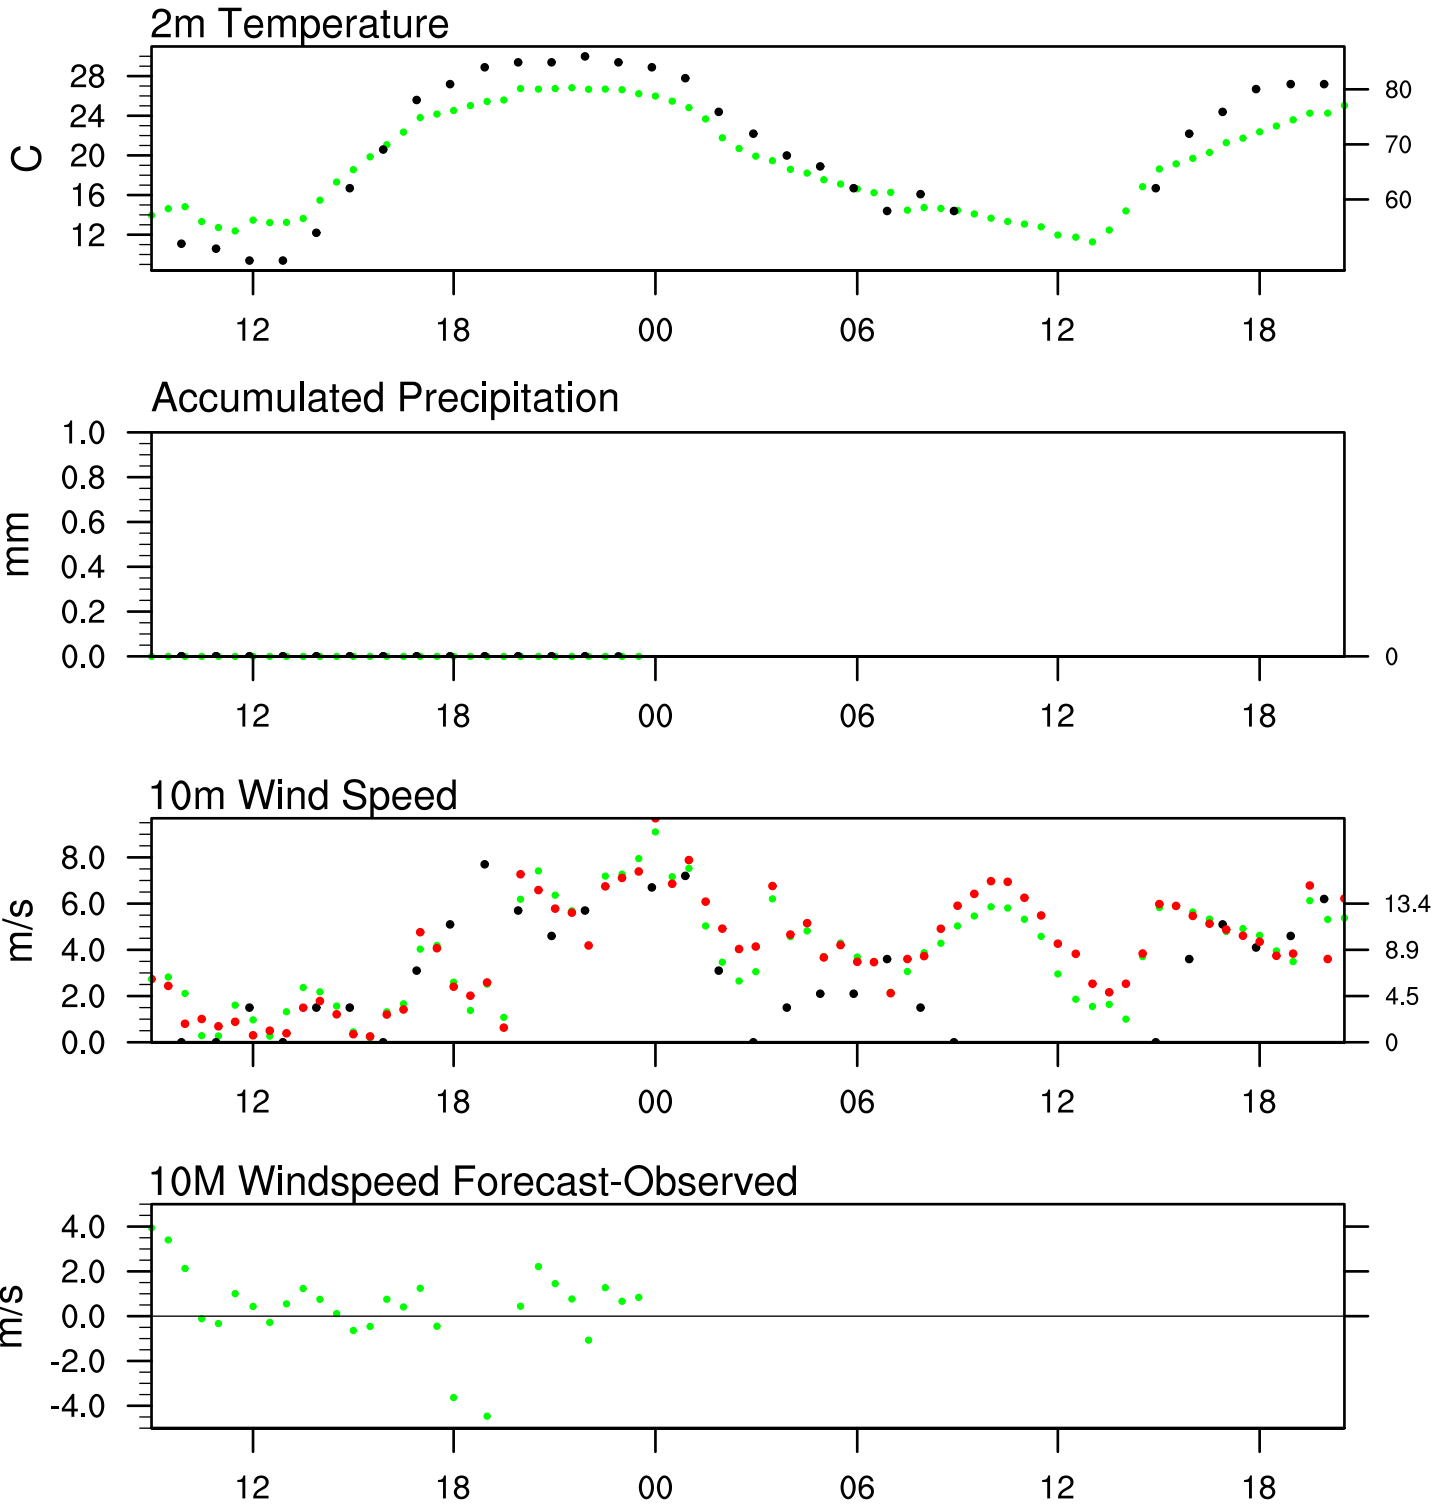 2m Temperature
28
24
20
16
12
C
80
70
60
12 18 00 06 12 18
Accumulated Precipitation
1.0
0.8
0.6
0.4
0.2
0.0
mm
0
12 18 00 06 12 18
10m Wind Speed
8.0
6.0
4.0
2.0
0.0
m/s
13.4
8.9
4.5
0
12 18 00 06 12 18
10M Windspeed Forecast-Observed
4.0
2.0
0.0
-2.0
-4.0
m/s
12 18 00 06 12 18